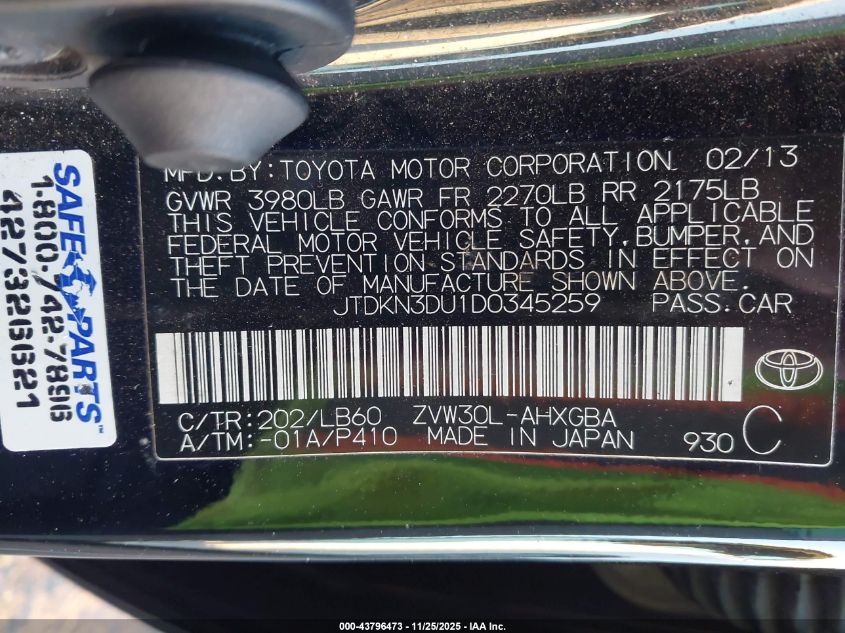 MFD. BY: TOYOTA MOTOR CORPORATION 02/13
GVWR 3980LB GAWR FR 2270LB RR 2175LB
THIS VEHICLE CONFORMS TO ALL APPLICABLE
FEDERAL MOTOR VEHICLE SAFETY, BUMPER, AND
THEFT PREVENTION STANDARDS IN EFFECT ON
THE DATE OF MANUFACTURE SHOWN ABOVE.
JTDKN3DU1D0345259 PASS. CAR
C/TR: 202/LB60 ZVW30L-AHXGBA
A/TM: -01A/P410 MADE IN JAPAN 930 C
SAFE PARTS
1-800-742-7896
427326621
000-43796473 — 11/25/2025 — IAA Inc.